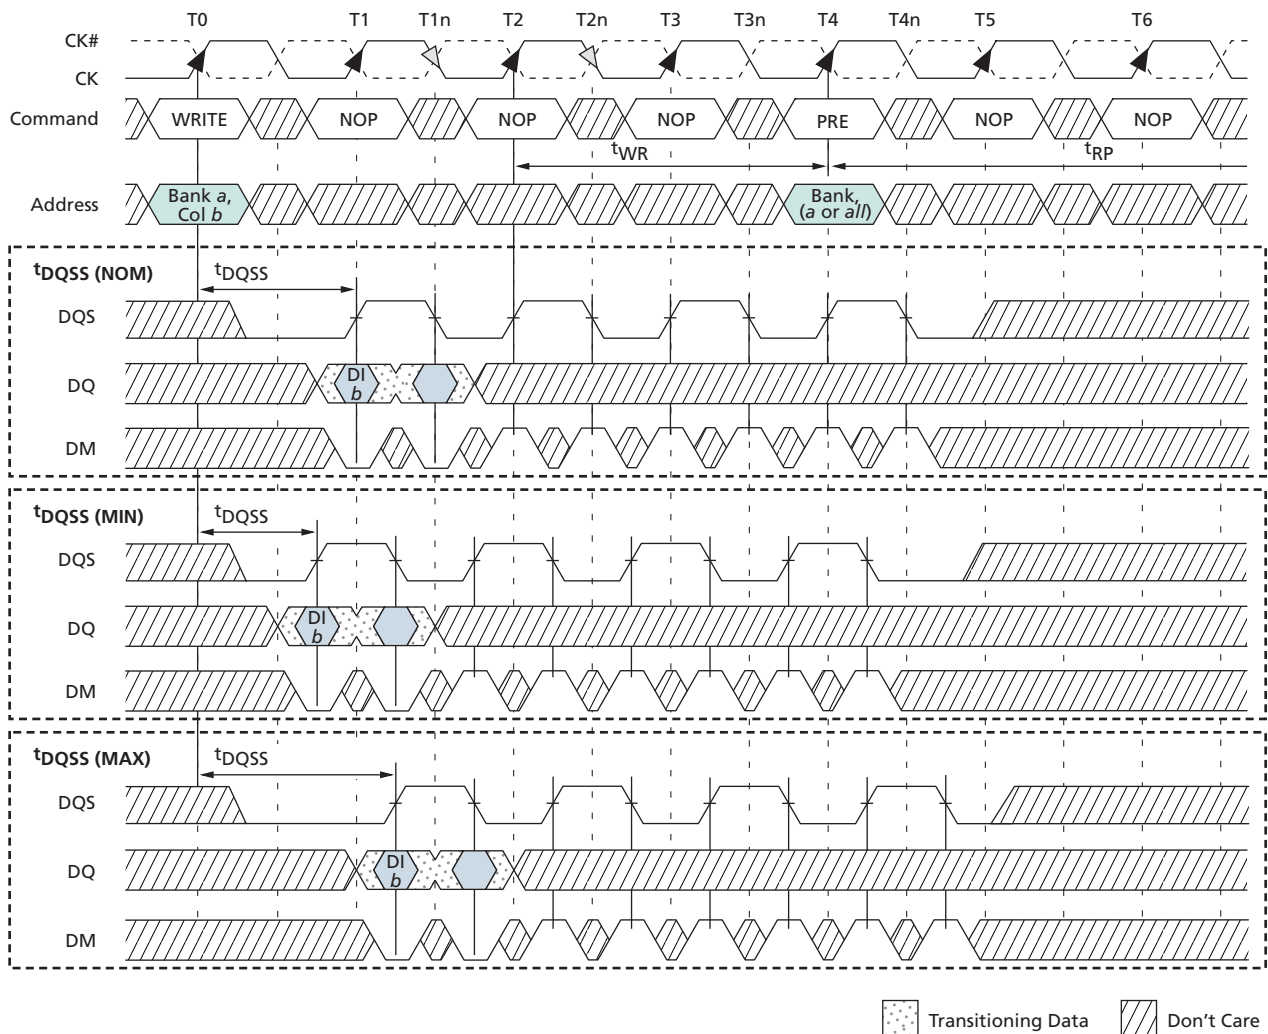 T0 T1 T1n T2 T2n T3 T3n T4 T4n T5 T6
CK#
CK
Command WRITE NOP NOP NOP PRE NOP NOP
tWR tRP
Address Bank a, Col b Bank, (a or all)
tDQSS (NOM) tDQSS
DQS
DQ DI b
DM
tDQSS (MIN) tDQSS
DQS
DQ DI b
DM
tDQSS (MAX) tDQSS
DQS
DQ DI b
DM
Transitioning Data Don't Care